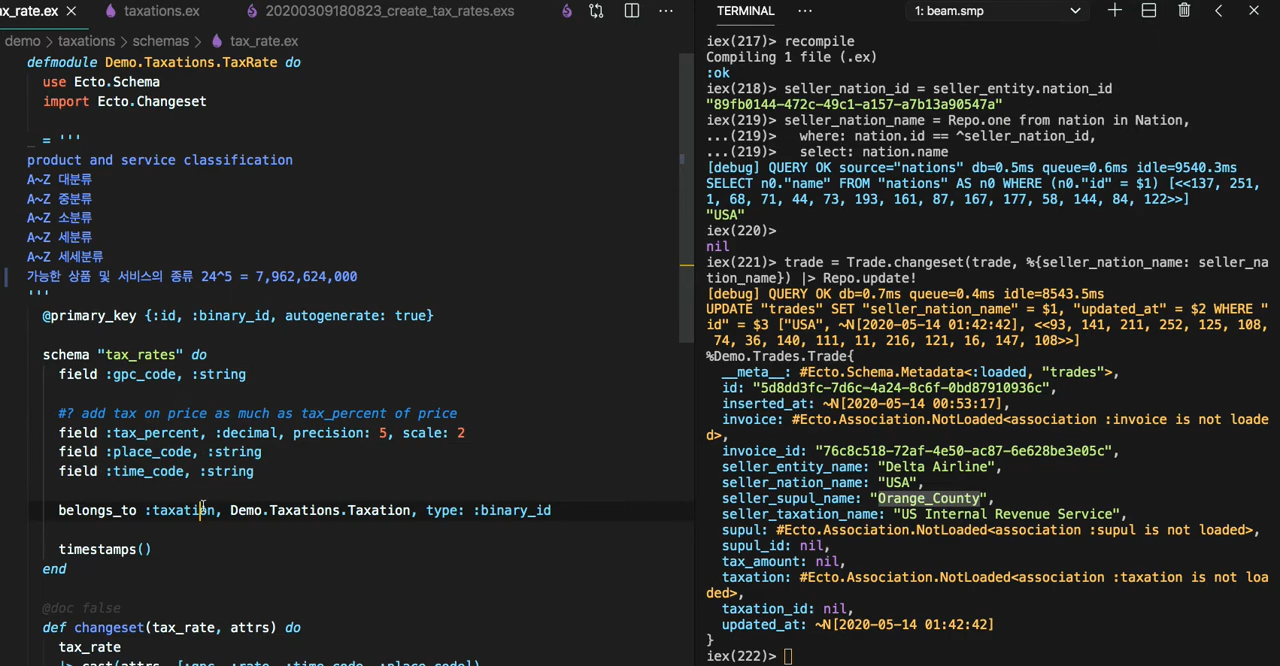 x_rate.ex
taxations.ex
20200309180823_create_tax_rates.exs
demo > taxations > schemas > tax_rate.ex
defmodule Demo.Taxations.TaxRate do
use Ecto.Schema
import Ecto.Changeset
_ = '''
product and service classification
A~Z 대분류
A~Z 중분류
A~Z 소분류
A~Z 세분류
A~Z 세세분류
가능한 상품 및 서비스의 종류 24^5 = 7,962,624,000
'''
@primary_key {:id, :binary_id, autogenerate: true}
schema "tax_rates" do
field :gpc_code, :string
#? add tax on price as much as tax_percent of price
field :tax_percent, :decimal, precision: 5, scale: 2
field :place_code, :string
field :time_code, :string
belongs_to :taxation, Demo.Taxations.Taxation, type: :binary_id
timestamps()
end
@doc false
def changeset(tax_rate, attrs) do
tax_rate
|> cast(attrs, [:gpc, :rate, :time_code, :place_code])
TERMINAL
1: beam.smp
iex(217)> recompile
Compiling 1 file (.ex)
:ok
iex(218)> seller_nation_id = seller_entity.nation_id
"89fb0144-472c-49c1-a157-a7b13a90547a"
iex(219)> seller_nation_name = Repo.one from nation in Nation,
...(219)> where: nation.id == ^seller_nation_id,
...(219)> select: nation.name
[debug] QUERY OK source="nations" db=0.5ms queue=0.6ms idle=9540.3ms
SELECT n0."name" FROM "nations" AS n0 WHERE (n0."id" = $1) [<<137, 251,
1, 68, 71, 44, 73, 193, 161, 87, 167, 177, 58, 144, 84, 122>>]
"USA"
iex(220)>
nil
iex(221)> trade = Trade.changeset(trade, %{seller_nation_name: seller_na
tion_name}) |> Repo.update!
[debug] QUERY OK db=0.7ms queue=0.4ms idle=8543.5ms
UPDATE "trades" SET "seller_nation_name" = $1, "updated_at" = $2 WHERE "
id" = $3 ["USA", ~N[2020-05-14 01:42:42], <<93, 141, 211, 252, 125, 108,
74, 36, 140, 111, 11, 216, 121, 16, 147, 108>>]
%Demo.Trades.Trade{
__meta__: #Ecto.Schema.Metadata<:loaded, "trades">,
id: "5d8dd3fc-7d6c-4a24-8c6f-0bd87910936c",
inserted_at: ~N[2020-05-14 00:53:17],
invoice: #Ecto.Association.NotLoaded<association :invoice is not loade
d>,
invoice_id: "76c8c518-72af-4e50-ac87-6e628be3e05c",
seller_entity_name: "Delta Airline",
seller_nation_name: "USA",
seller_supul_name: "Orange_County",
seller_taxation_name: "US Internal Revenue Service",
supul: #Ecto.Association.NotLoaded<association :supul is not loaded>,
supul_id: nil,
tax_amount: nil,
taxation: #Ecto.Association.NotLoaded<association :taxation is not loa
ded>,
taxation_id: nil,
updated_at: ~N[2020-05-14 01:42:42]
}
iex(222)>